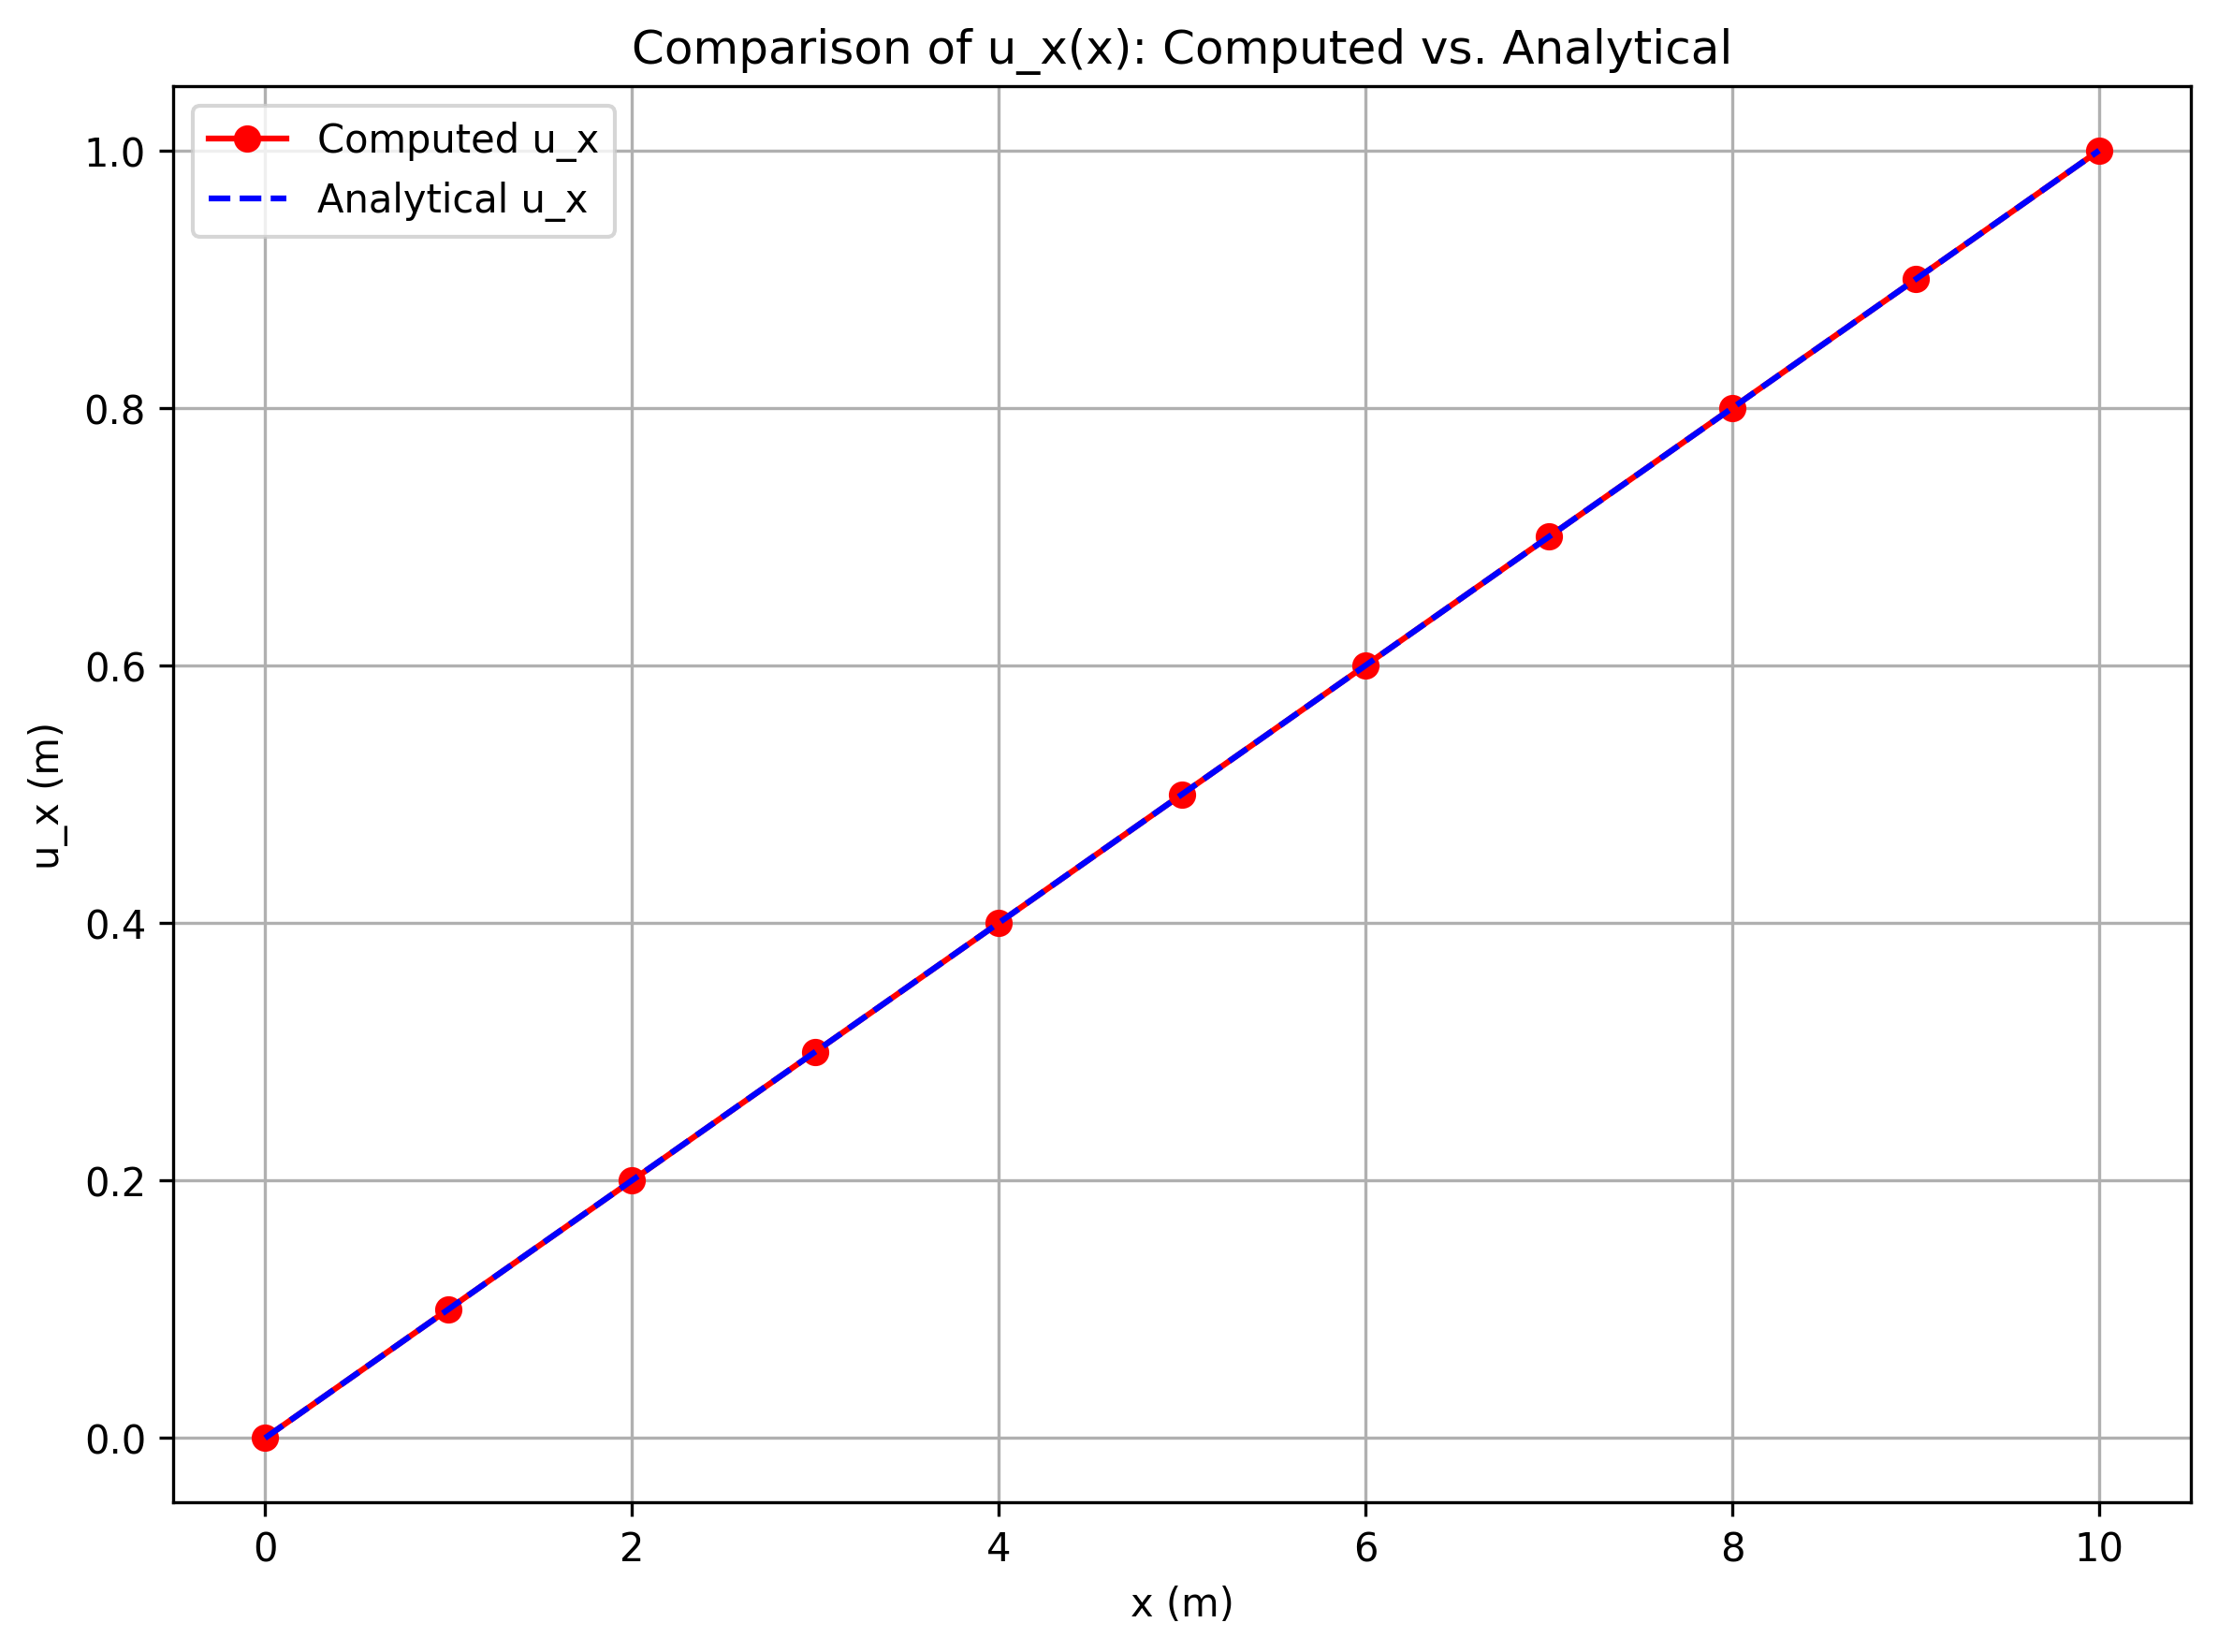 Comparison of u_x(x): Computed vs. Analytical
Computed u_x
Analytical u_x
1.0
0.8
0.6
0.4
0.2
0.0
u_x (m)
0 2 4 6 8 10
x (m)